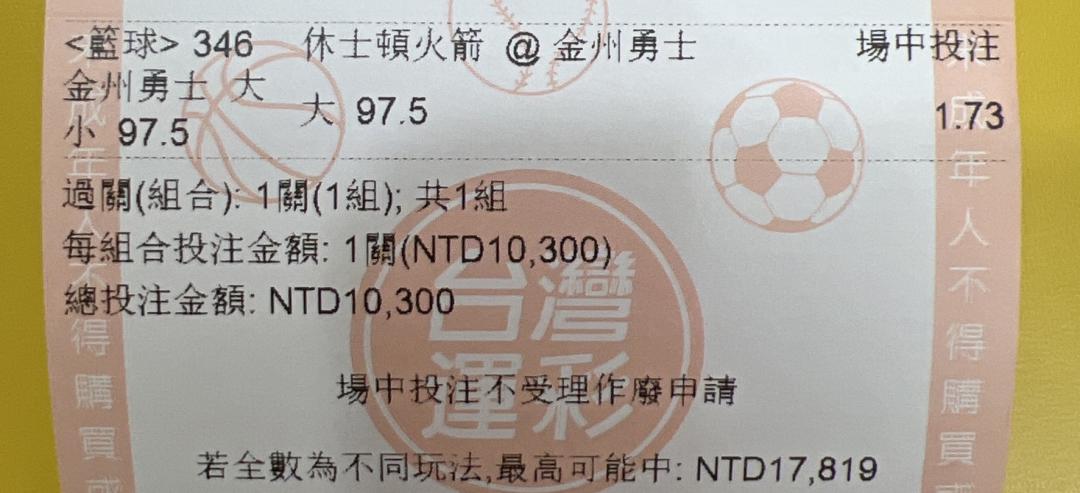 <籃球> 346 休士頓火箭 @ 金州勇士 場中投注
金州勇士 大
小 97.5 大 97.5 1.73
過關(組合): 1關(1組); 共1組
每組合投注金額: 1關(NTD10,300)
總投注金額: NTD10,300
場中投注不受理作廢申請
若全數為不同玩法,最高可能中: NTD17,819
台灣
運彩
成年人不得購買
未成年人不得購買